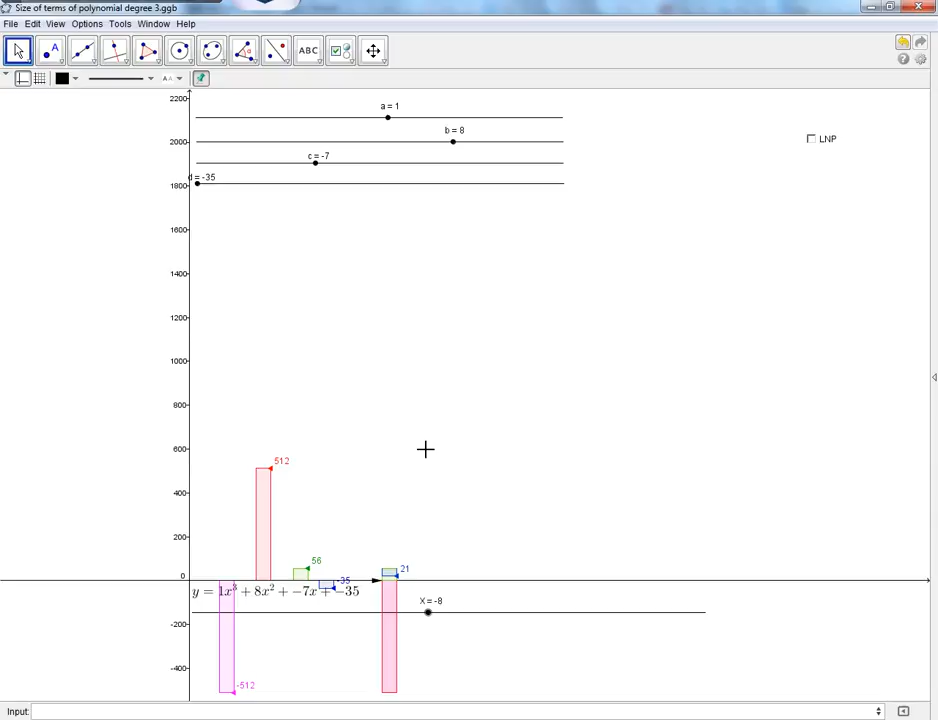 Size of terms of polynomial degree 3.ggb
File Edit View Options Tools Window Help
A
ABC
A A
2200
a = 1
b = 8
2000
LNP
c = -7
d = -35
1800
1600
1400
1200
1000
800
600
512
400
200
56
21
0
-35
y = 1x³ + 8x² + -7x + -35
X = -8
-200
-400
-512
Input: